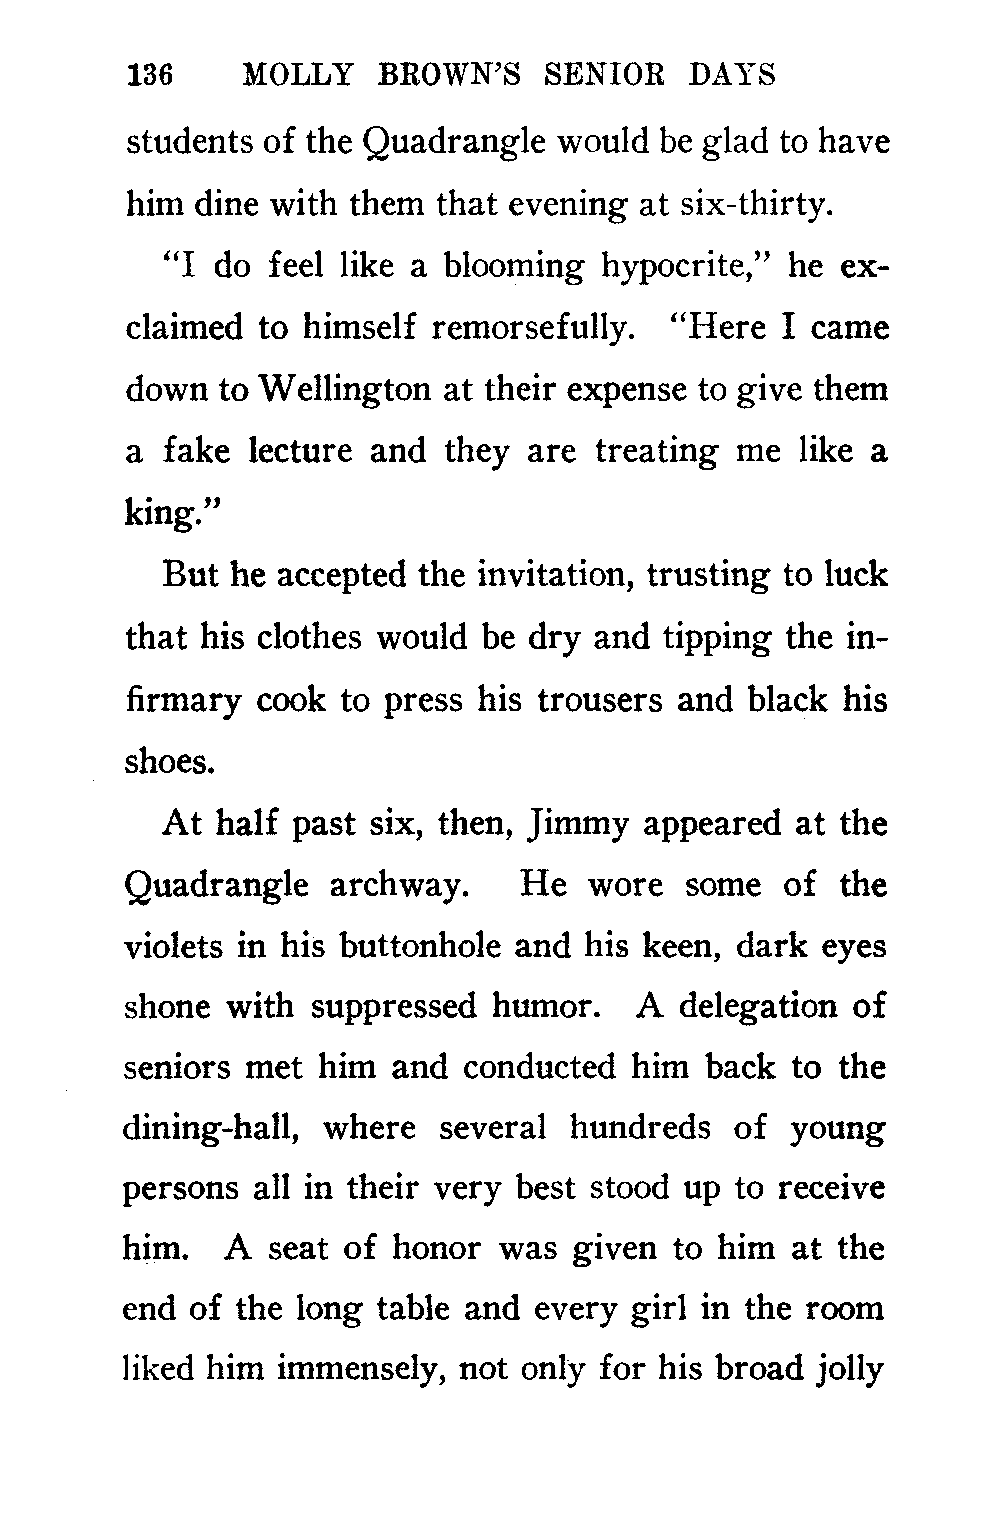 136 MOLLY BROWN'S SENIOR DAYS
students of the Quadrangle would be glad to have
him dine with them that evening at six-thirty.
"I do feel like a blooming hypocrite," he ex-
claimed to himself remorsefully. "Here I came
down to Wellington at their expense to give them
a fake lecture and they are treating me like a
king."
But he accepted the invitation, trusting to luck
that his clothes would be dry and tipping the in-
firmary cook to press his trousers and black his
shoes.
At half past six, then, Jimmy appeared at the
Quadrangle archway. He wore some of the
violets in his buttonhole and his keen, dark eyes
shone with suppressed humor. A delegation of
seniors met him and conducted him back to the
dining-hall, where several hundreds of young
persons all in their very best stood up to receive
him. A seat of honor was given to him at the
end of the long table and every girl in the room
liked him immensely, not only for his broad jolly